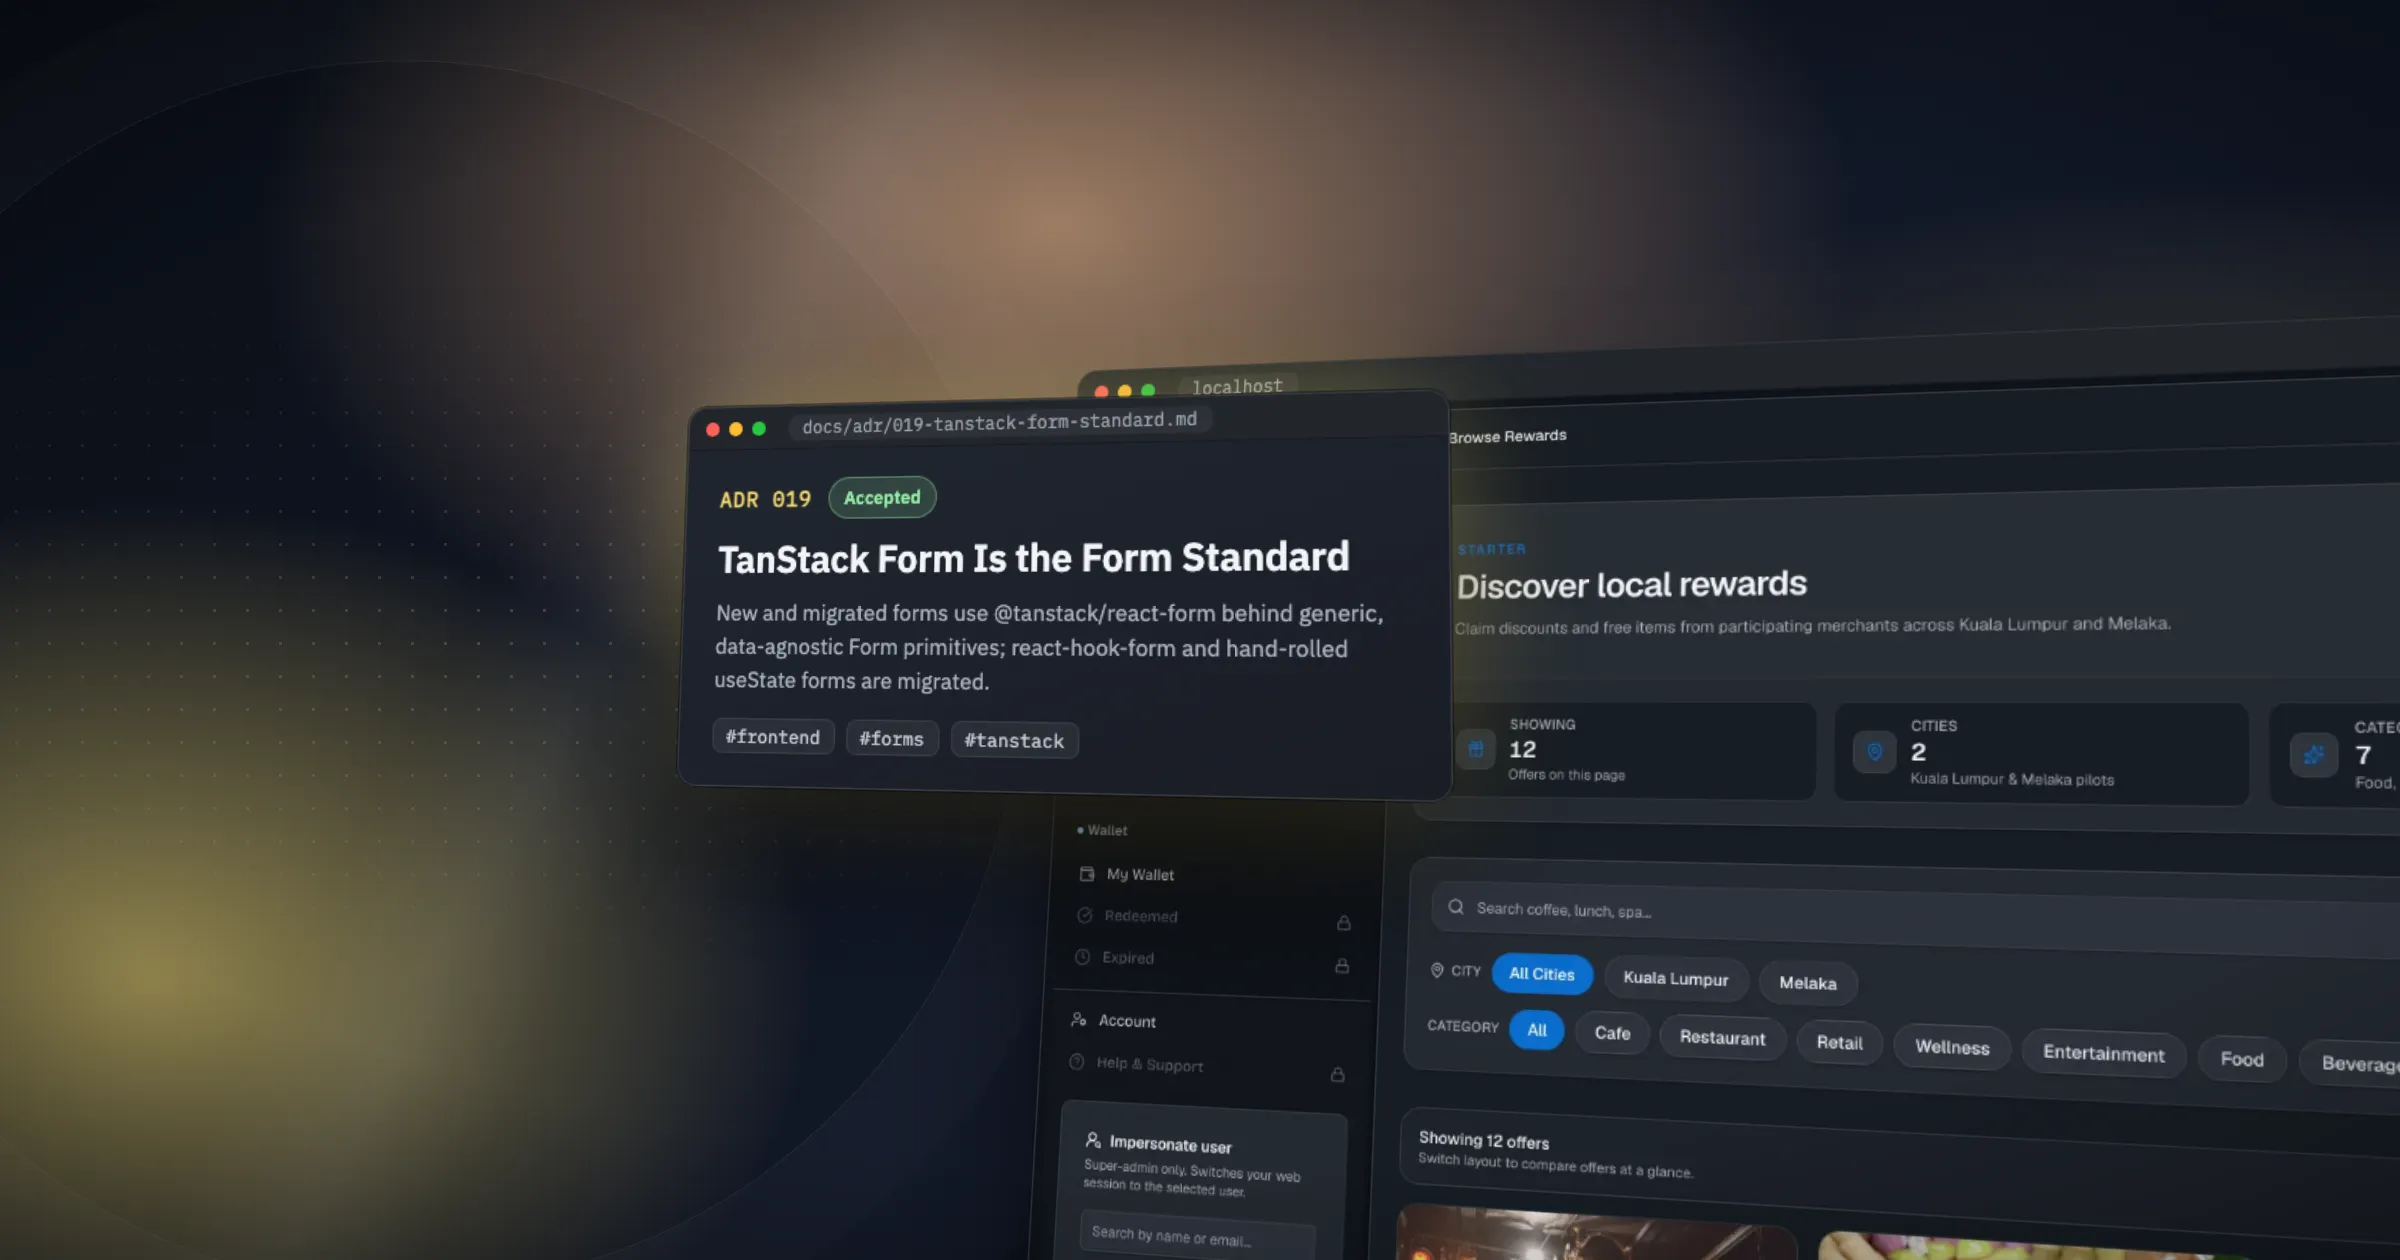 localhost
docs/adr/019-tanstack-form-standard.md
ADR 019
Accepted
TanStack Form Is the Form Standard
New and migrated forms use @tanstack/react-form behind generic,
data-agnostic Form primitives; react-hook-form and hand-rolled
useState forms are migrated.
#frontend #forms #tanstack
Browse Rewards
STARTER
Discover local rewards
Claim discounts and free items from participating merchants across Kuala Lumpur and Melaka.
SHOWING
12
Offers on this page
CITIES
2
Kuala Lumpur & Melaka pilots
7
Food,
Wallet
My Wallet
Redeemed
Expired
Account
Help & Support
Impersonate user
Super-admin only. Switches your web
session to the selected user.
Search by name or email...
Search coffee, lunch, spa...
CITY All Cities Kuala Lumpur Melaka
CATEGORY All Cafe Restaurant Retail Wellness Entertainment Food
Showing 12 offers
Switch layout to compare offers at a glance.